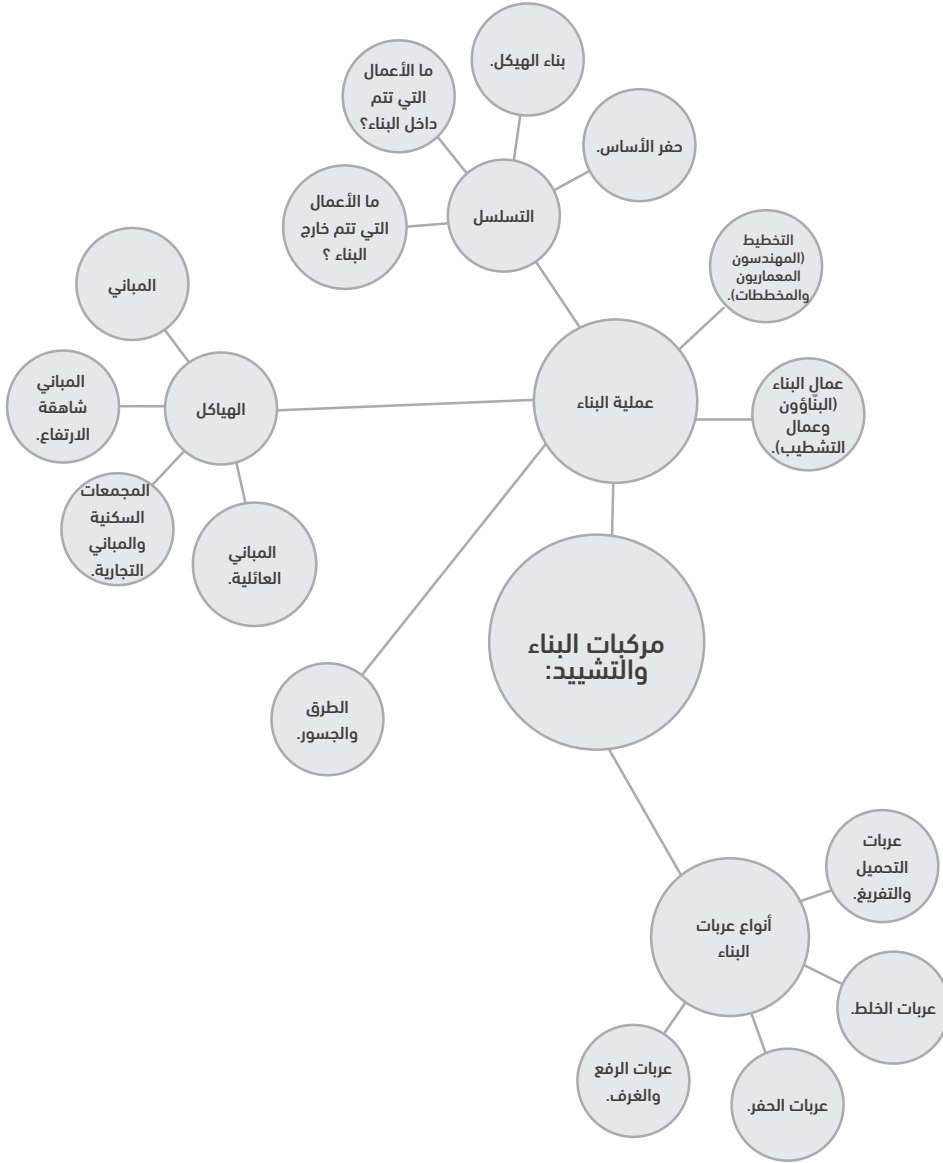 بناء الهيكل.
ما الأعمال
التي تتم
داخل البناء؟
حفر الأساس.
التسلسل
ما الأعمال
التي تتم خارج
البناء ؟
التخطيط
(المهندسون
المعماريون
والمخططات).
المباني
عملية البناء
عمال البناء
(البنّاؤون
وعمال
التشطيب).
الهياكل
المباني
شاهقة
الارتفاع.
المجمعات
السكنية
والمباني
التجارية.
المباني
العائلية.
مركبات البناء
والتشييد:
الطرق
والجسور.
عربات
التحميل
والتفريغ.
أنواع عربات
البناء
عربات الخلط.
عربات الرفع
والغرف.
عربات الحفر.